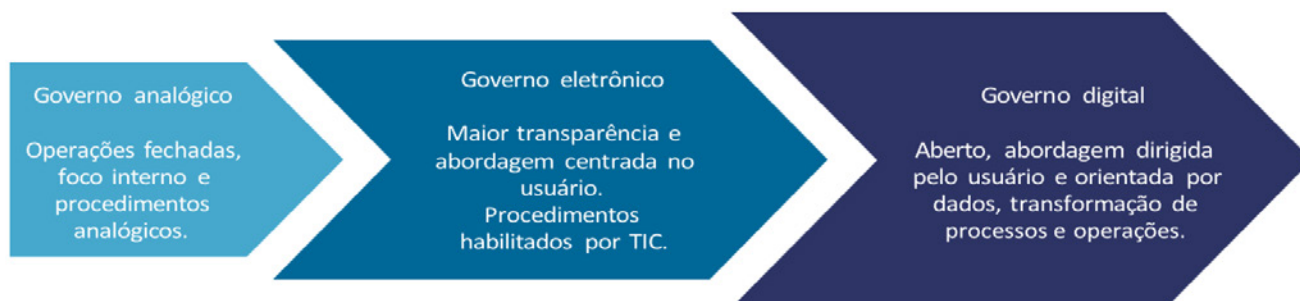 Governo analógico
Operações fechadas,
foco interno e
procedimentos
analógicos.
Governo eletrônico
Maior transparência e
abordagem centrada no
usuário.
Procedimentos
habilitados por TIC.
Governo digital
Aberto, abordagem dirigida
pelo usuário e orientada por
dados, transformação de
processos e operações.